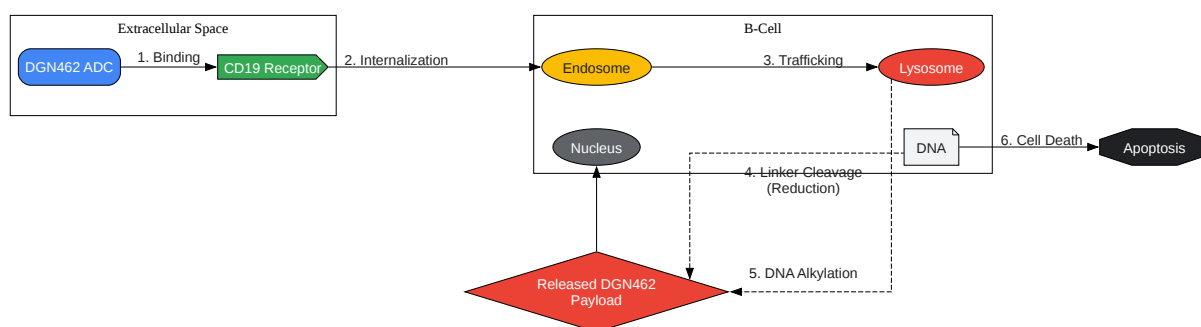 Extracellular Space
B-Cell
DGN462 ADC
1. Binding
CD19 Receptor
2. Internalization
Endosome
3. Trafficking
Lysosome
Nucleus
DNA
6. Cell Death
Apoptosis
4. Linker Cleavage
(Reduction)
5. DNA Alkylation
Released DGN462
Payload